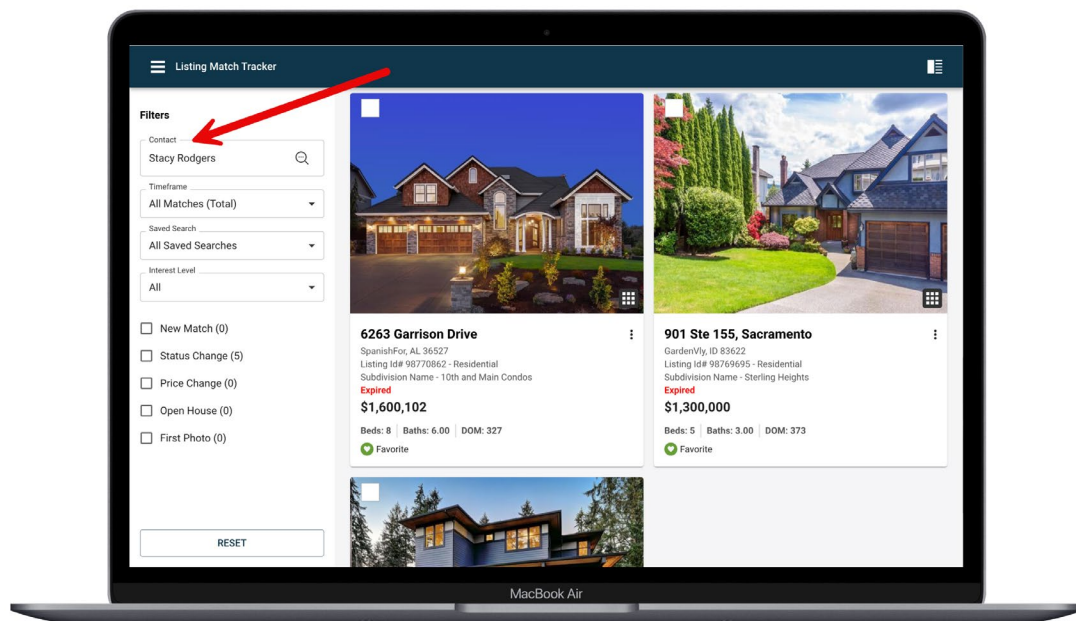 Listing Match Tracker
Filters
Contact
Stacy Rodgers
Timeframe
All Matches (Total)
Saved Search
All Saved Searches
Interest Level
All
New Match (0)
Status Change (5)
Price Change (0)
Open House (0)
First Photo (0)
RESET
6263 Garrison Drive
SpanishFor, AL 36527
Listing Id# 98770862 - Residential
Subdivision Name - 10th and Main Condos
Expired
$1,600,102
Beds: 8 Baths: 6.00 DOM: 327
Favorite
901 Ste 155, Sacramento
GardenVly, ID 83622
Listing Id# 98769695 - Residential
Subdivision Name - Sterling Heights
Expired
$1,300,000
Beds: 5 Baths: 3.00 DOM: 373
Favorite
MacBook Air